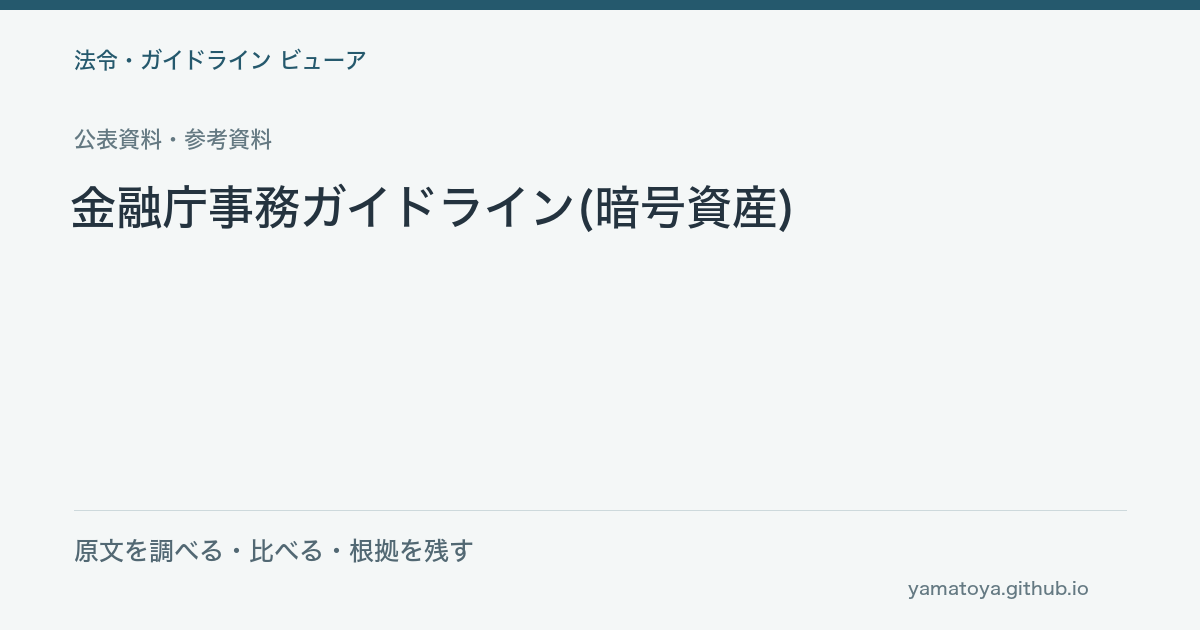 法令・ガイドライン ビューア
公表資料・参考資料
金融庁事務ガイドライン(暗号資産)
原文を調べる・比べる・根拠を残す
yamatoya.github.io